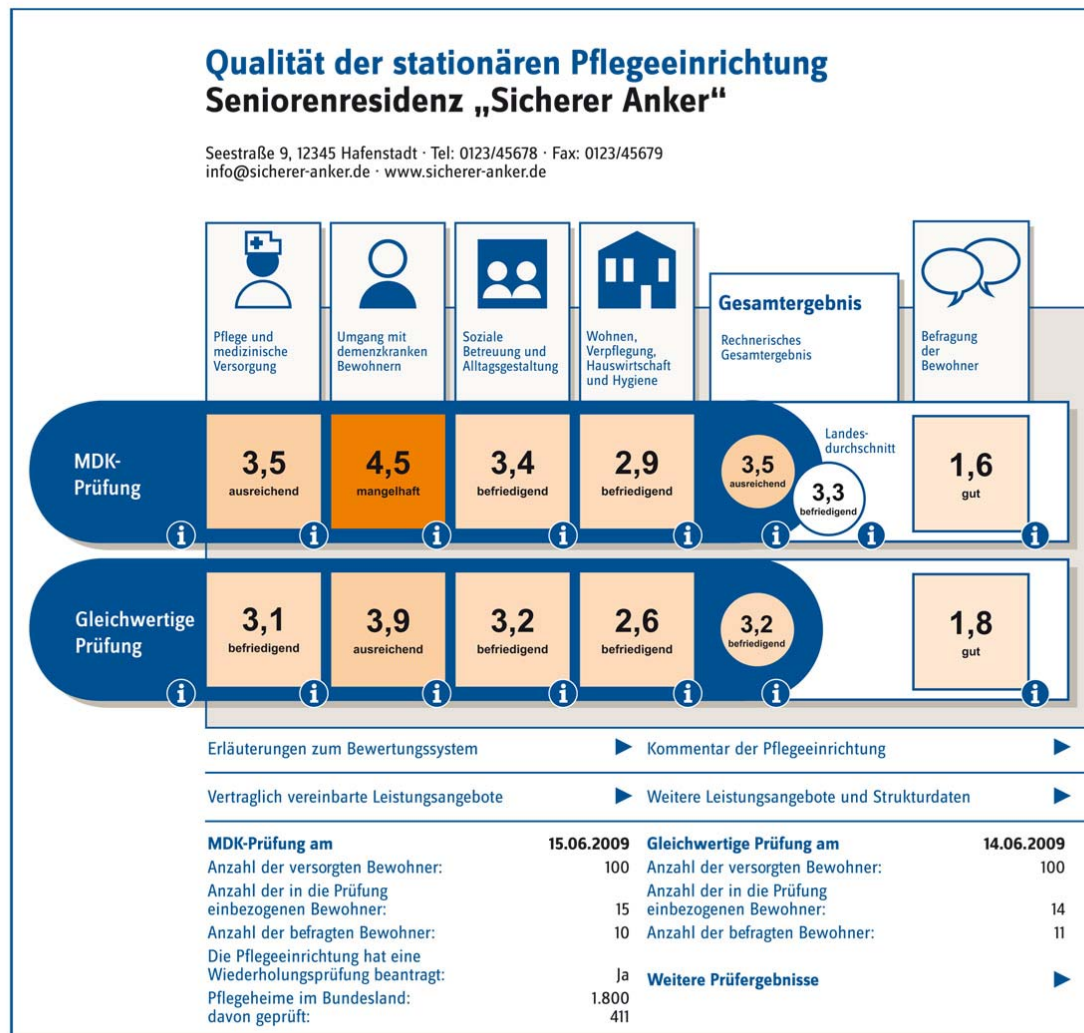 Qualität der stationären Pflegeeinrichtung
Seniorenresidenz „Sicherer Anker“
Seestraße 9, 12345 Hafenstadt · Tel: 0123/45678 · Fax: 0123/45679
info@sicherer-anker.de · www.sicherer-anker.de
Pflege und
medizinische
Versorgung
Umgang mit
demenzkranken
Bewohnern
Soziale
Betreuung und
Alltagsgestaltung
Wohnen,
Verpflegung,
Hauswirtschaft
und Hygiene
Gesamtergebnis
Rechnerisches
Gesamtergebnis
Befragung
der
Bewohner
MDK-
Prüfung
3,5
ausreichend
4,5
mangelhaft
3,4
befriedigend
2,9
befriedigend
3,5
ausreichend
Landes-
durchschnitt
3,3
befriedigend
1,6
gut
i i i i i i i i
Gleichwertige
Prüfung
3,1
befriedigend
3,9
ausreichend
3,2
befriedigend
2,6
befriedigend
3,2
befriedigend
1,8
gut
i i i i i i i
Erläuterungen zum Bewertungssystem
Kommentar der Pflegeeinrichtung
Vertraglich vereinbarte Leistungsangebote
Weitere Leistungsangebote und Strukturdaten
MDK-Prüfung am 15.06.2009
Anzahl der versorgten Bewohner: 100
Anzahl der in die Prüfung
einbezogenen Bewohner: 15
Anzahl der befragten Bewohner: 10
Die Pflegeeinrichtung hat eine
Wiederholungsprüfung beantragt: Ja
Pflegeheime im Bundesland: 1.800
davon geprüft: 411
Gleichwertige Prüfung am 14.06.2009
Anzahl der versorgten Bewohner: 100
Anzahl der in die Prüfung
einbezogenen Bewohner: 14
Anzahl der befragten Bewohner: 11
Weitere Prüfergebnisse